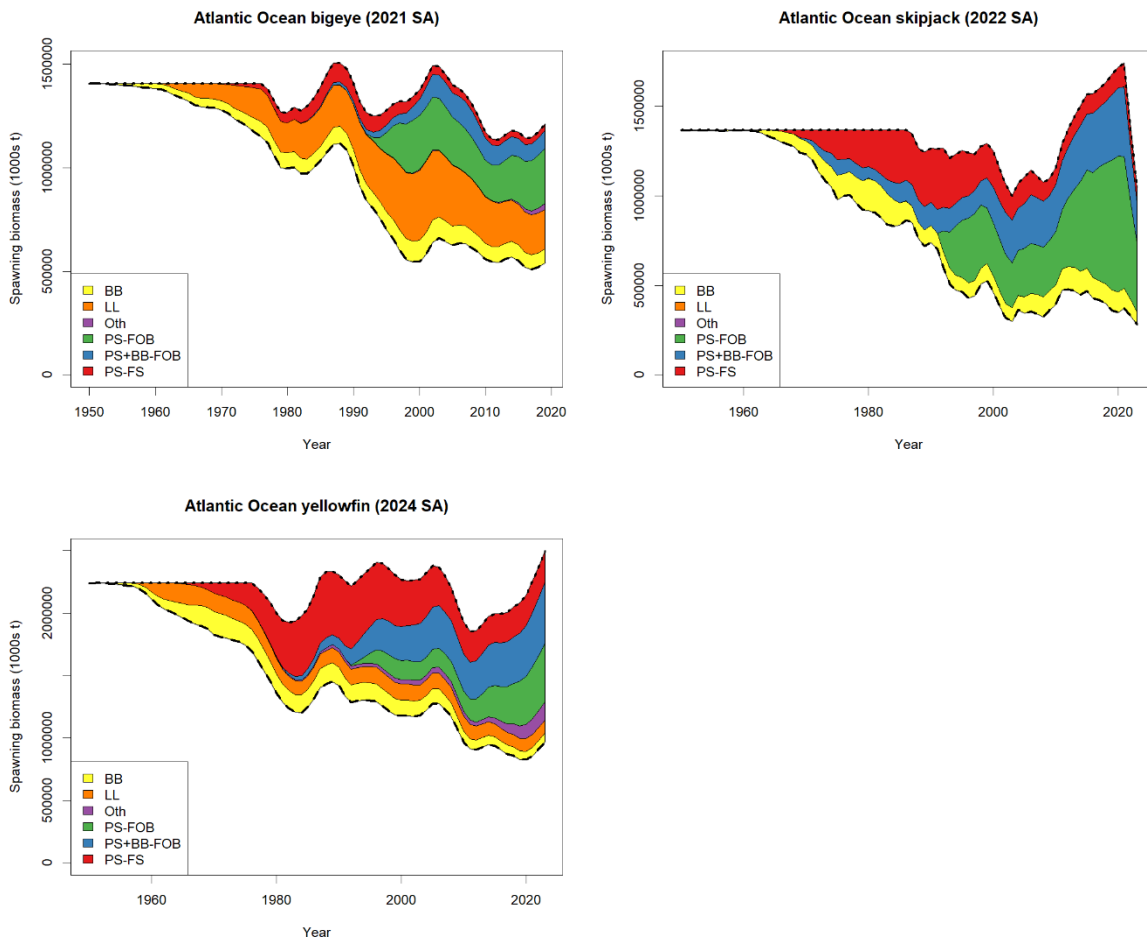 Atlantic Ocean bigeye (2021 SA)
Spawning biomass (1000s t)
1500000
1000000
500000
0
BB
LL
Oth
PS-FOB
PS+BB-FOB
PS-FS
1950 1960 1970 1980 1990 2000 2010 2020
Year
Atlantic Ocean skipjack (2022 SA)
Spawning biomass (1000s t)
1500000
1000000
500000
0
BB
LL
Oth
PS-FOB
PS+BB-FOB
PS-FS
1960 1980 2000 2020
Year
Atlantic Ocean yellowfin (2024 SA)
Spawning biomass (1000s t)
2000000
1000000
500000
0
BB
LL
Oth
PS-FOB
PS+BB-FOB
PS-FS
1960 1980 2000 2020
Year